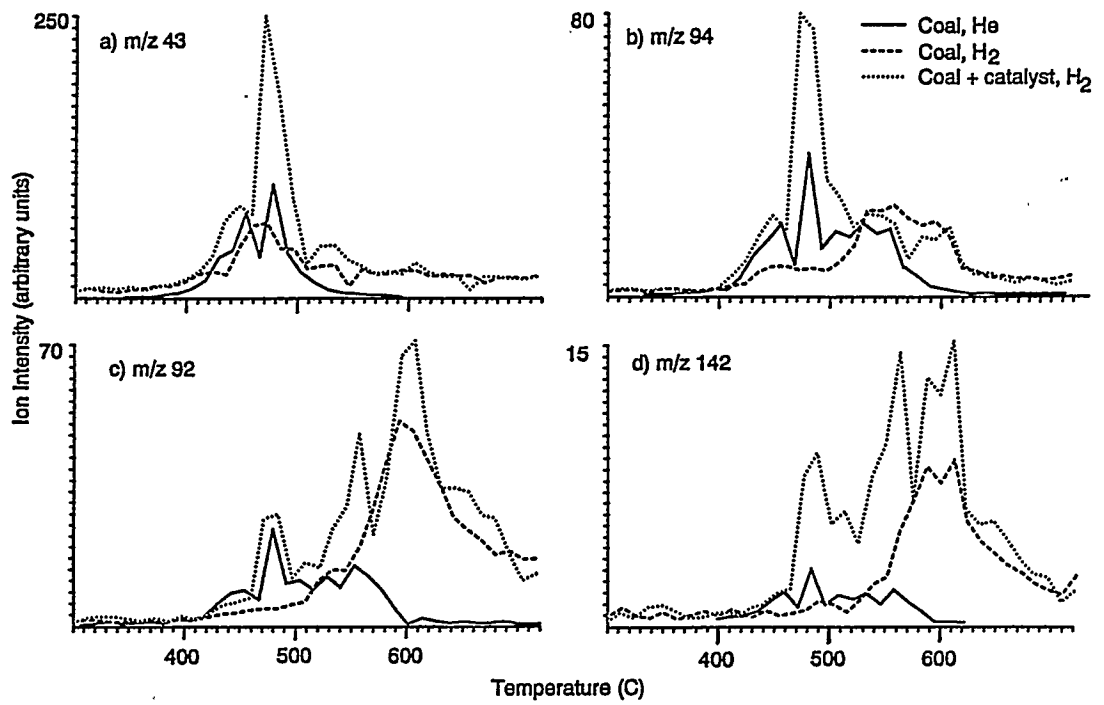 250
a) m/z 43
80
b) m/z 94
Coal, He
Coal, H2
Coal + catalyst, H2
Ion Intensity (arbitrary units)
70
c) m/z 92
15
d) m/z 142
400 500 600
400 500 600
Temperature (C)